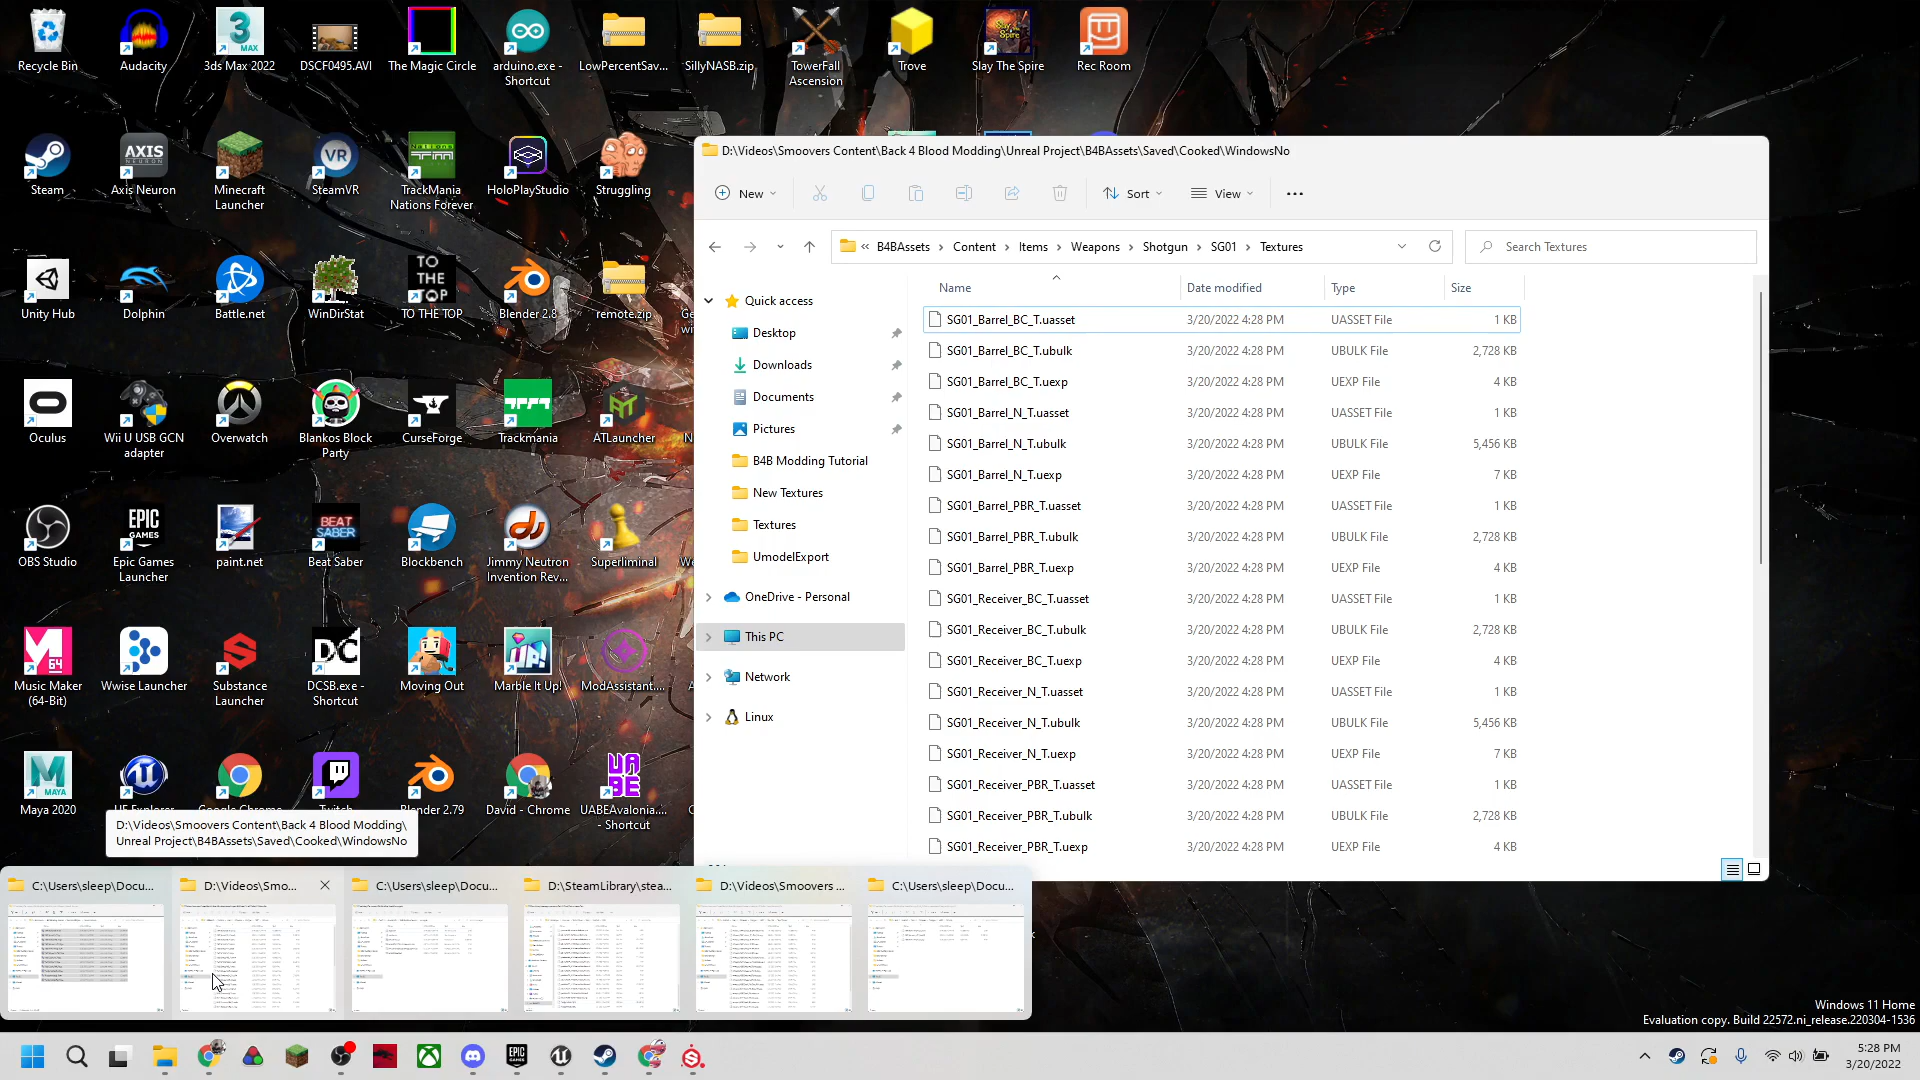 Recycle Bin
Audacity
3ds Max 2022
DSCF0495.AVI
The Magic Circle
arduino.exe -
Shortcut
LowPercentSav...
SillyNASB.zip
TowerFall
Ascension
Trove
Slay The Spire
Rec Room
Steam
Axis Neuron
Minecraft
Launcher
SteamVR
TrackMania
Nations Forever
HoloPlayStudio
Struggling
Unity Hub
Dolphin
Battle.net
WinDirStat
TO THE TOP
Blender 2.8
remote.zip
Oculus
Wii U USB GCN
adapter
Overwatch
Blankos Block
Party
CurseForge
Trackmania
ATLauncher
OBS Studio
Epic Games
Launcher
paint.net
Beat Saber
Blockbench
Jimmy Neutron
Invention Rev...
Superliminal
Music Maker
(64-Bit)
Wwise Launcher
Substance
Launcher
DCSB.exe -
Shortcut
Moving Out
Marble It Up!
ModAssistant....
Maya 2020
Blender 2.79
David - Chrome
UABEAvalonia....
- Shortcut
D:\Videos\Smoovers Content\Back 4 Blood Modding\Unreal Project\B4BAssets\Saved\Cooked\WindowsNo
New
Sort
View
« B4BAssets > Content > Items > Weapons > Shotgun > SG01 > Textures
Search Textures
Quick access
Desktop
Downloads
Documents
Pictures
B4B Modding Tutorial
New Textures
Textures
UmodelExport
OneDrive - Personal
This PC
Network
Linux
Name Date modified Type Size
SG01_Barrel_BC_T.uasset 3/20/2022 4:28 PM UASSET File 1 KB
SG01_Barrel_BC_T.ubulk 3/20/2022 4:28 PM UBULK File 2,728 KB
SG01_Barrel_BC_T.uexp 3/20/2022 4:28 PM UEXP File 4 KB
SG01_Barrel_N_T.uasset 3/20/2022 4:28 PM UASSET File 1 KB
SG01_Barrel_N_T.ubulk 3/20/2022 4:28 PM UBULK File 5,456 KB
SG01_Barrel_N_T.uexp 3/20/2022 4:28 PM UEXP File 7 KB
SG01_Barrel_PBR_T.uasset 3/20/2022 4:28 PM UASSET File 1 KB
SG01_Barrel_PBR_T.ubulk 3/20/2022 4:28 PM UBULK File 2,728 KB
SG01_Barrel_PBR_T.uexp 3/20/2022 4:28 PM UEXP File 4 KB
SG01_Receiver_BC_T.uasset 3/20/2022 4:28 PM UASSET File 1 KB
SG01_Receiver_BC_T.ubulk 3/20/2022 4:28 PM UBULK File 2,728 KB
SG01_Receiver_BC_T.uexp 3/20/2022 4:28 PM UEXP File 4 KB
SG01_Receiver_N_T.uasset 3/20/2022 4:28 PM UASSET File 1 KB
SG01_Receiver_N_T.ubulk 3/20/2022 4:28 PM UBULK File 5,456 KB
SG01_Receiver_N_T.uexp 3/20/2022 4:28 PM UEXP File 7 KB
SG01_Receiver_PBR_T.uasset 3/20/2022 4:28 PM UASSET File 1 KB
SG01_Receiver_PBR_T.ubulk 3/20/2022 4:28 PM UBULK File 2,728 KB
SG01_Receiver_PBR_T.uexp 3/20/2022 4:28 PM UEXP File 4 KB
D:\Videos\Smoovers Content\Back 4 Blood Modding\
Unreal Project\B4BAssets\Saved\Cooked\WindowsNo
C:\Users\sleep\Docu...
D:\Videos\Smo...
C:\Users\sleep\Docu...
D:\SteamLibrary\stea...
D:\Videos\Smoovers ...
C:\Users\sleep\Docu...
Windows 11 Home
Evaluation copy. Build 22572.ni_release.220304-1536
5:28 PM
3/20/2022